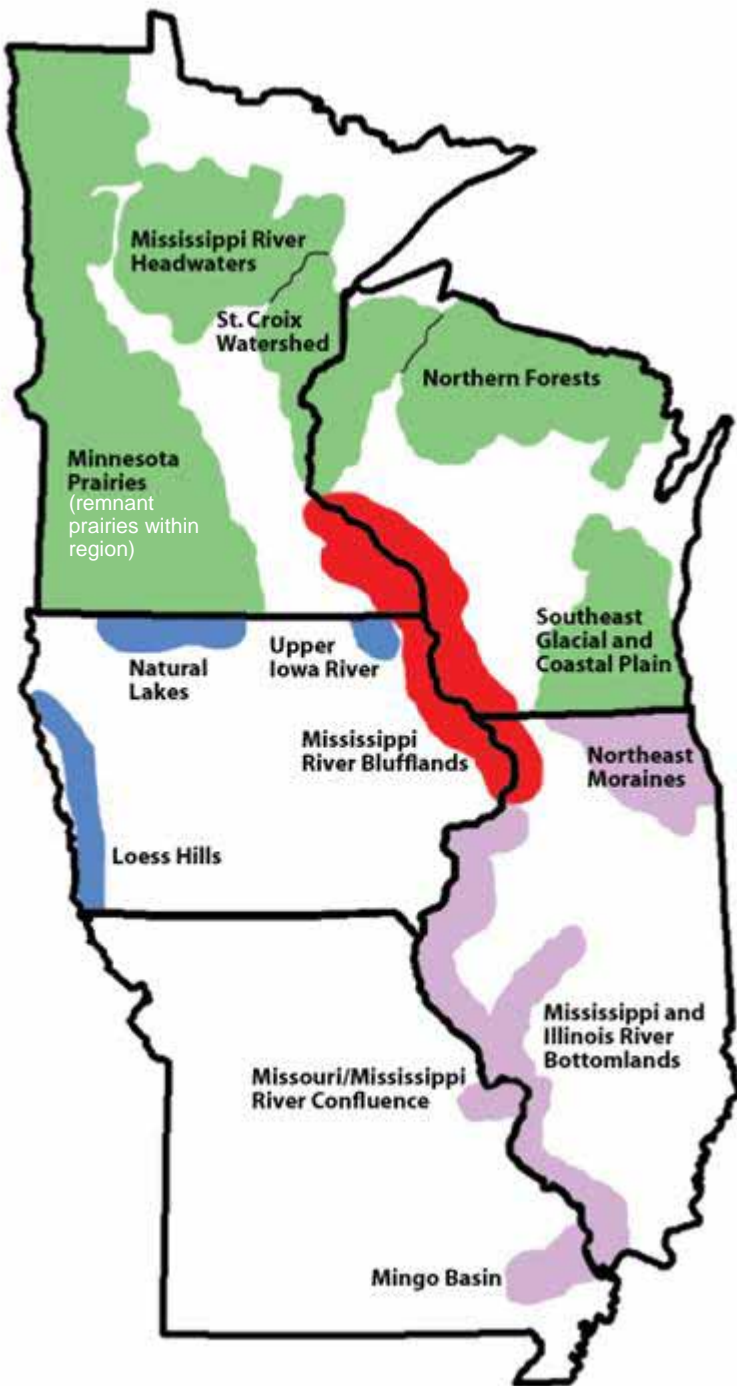 Mississippi River
Headwaters
St. Croix
Watershed
Northern Forests
Minnesota
Prairies
(remnant
prairies within
region)
Southeast
Glacial and
Coastal Plain
Natural
Lakes
Upper
Iowa River
Mississippi
River Blufflands
Northeast
Moraines
Loess Hills
Mississippi and
Illinois River
Bottomlands
Missouri/Mississippi
River Confluence
Mingo Basin